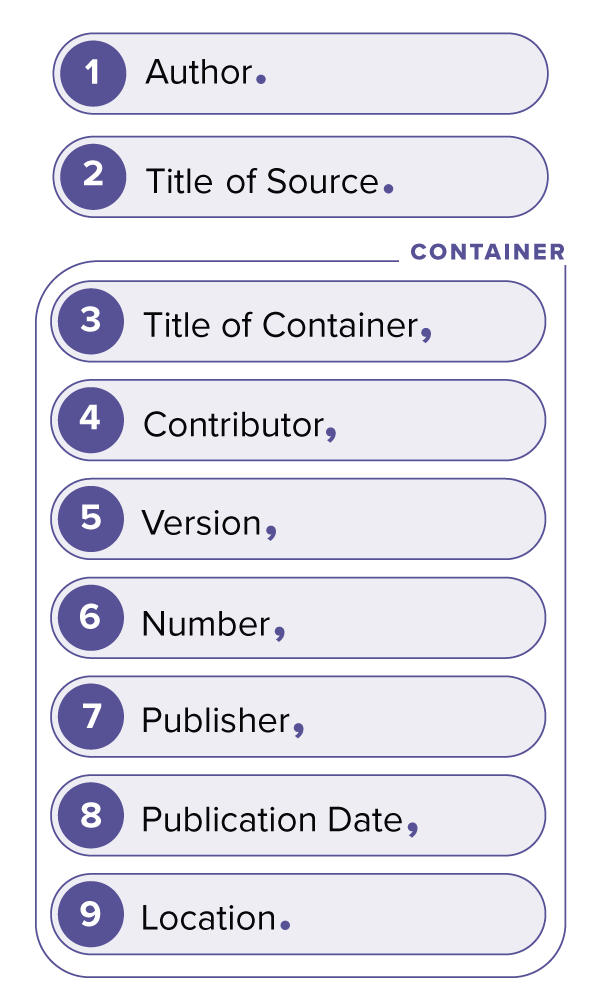 1 Author.
2 Title of Source.
CONTAINER
3 Title of Container,
4 Contributor,
5 Version,
6 Number,
7 Publisher,
8 Publication Date,
9 Location.